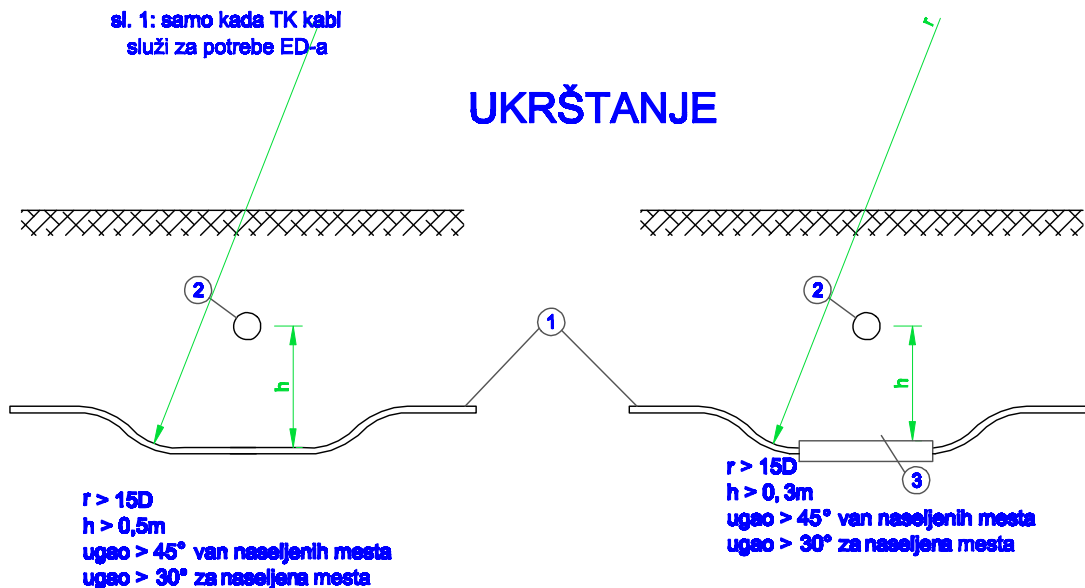 sl. 1: samo kada TK kabl
služi za potrebe ED-a
r
UKRŠTANJE
2
2
1
h
h
3
r > 15D
h > 0,5m
ugao > 45° van naseljenih mesta
ugao > 30° za naseljena mesta
r > 15D
h > 0, 3m
ugao > 45° van naseljenih mesta
ugao > 30° za naseljena mesta